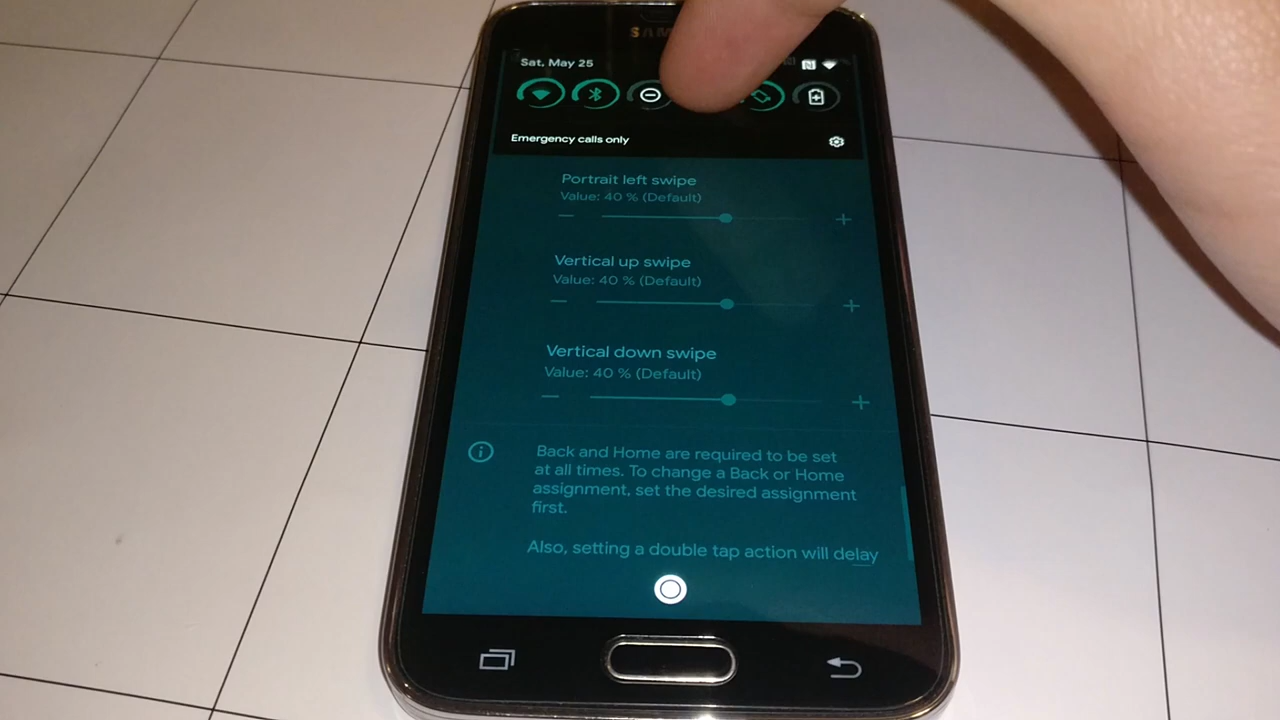 SAM
Sat, May 25
Emergency calls only
Portrait left swipe
Value: 40 % (Default)
Vertical up swipe
Value: 40 % (Default)
Vertical down swipe
Value: 40 % (Default)
Back and Home are required to be set
at all times. To change a Back or Home
assignment, set the desired assignment
first.
Also, setting a double tap action will delay